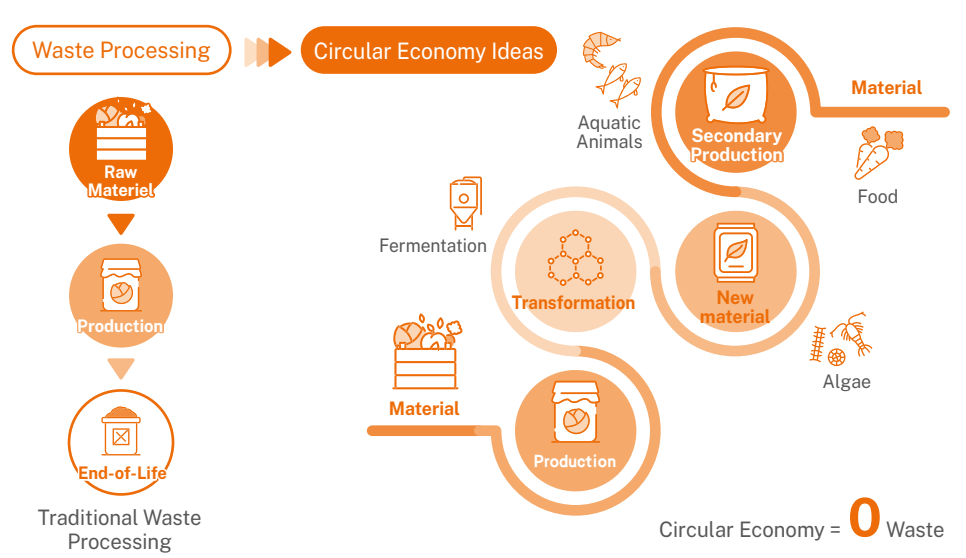 Waste Processing
Circular Economy Ideas
Raw
Materiel
Production
End-of-Life
Traditional Waste
Processing
Aquatic
Animals
Secondary
Production
Material
Food
Fermentation
Transformation
New
material
Algae
Material
Production
Circular Economy = 0 Waste